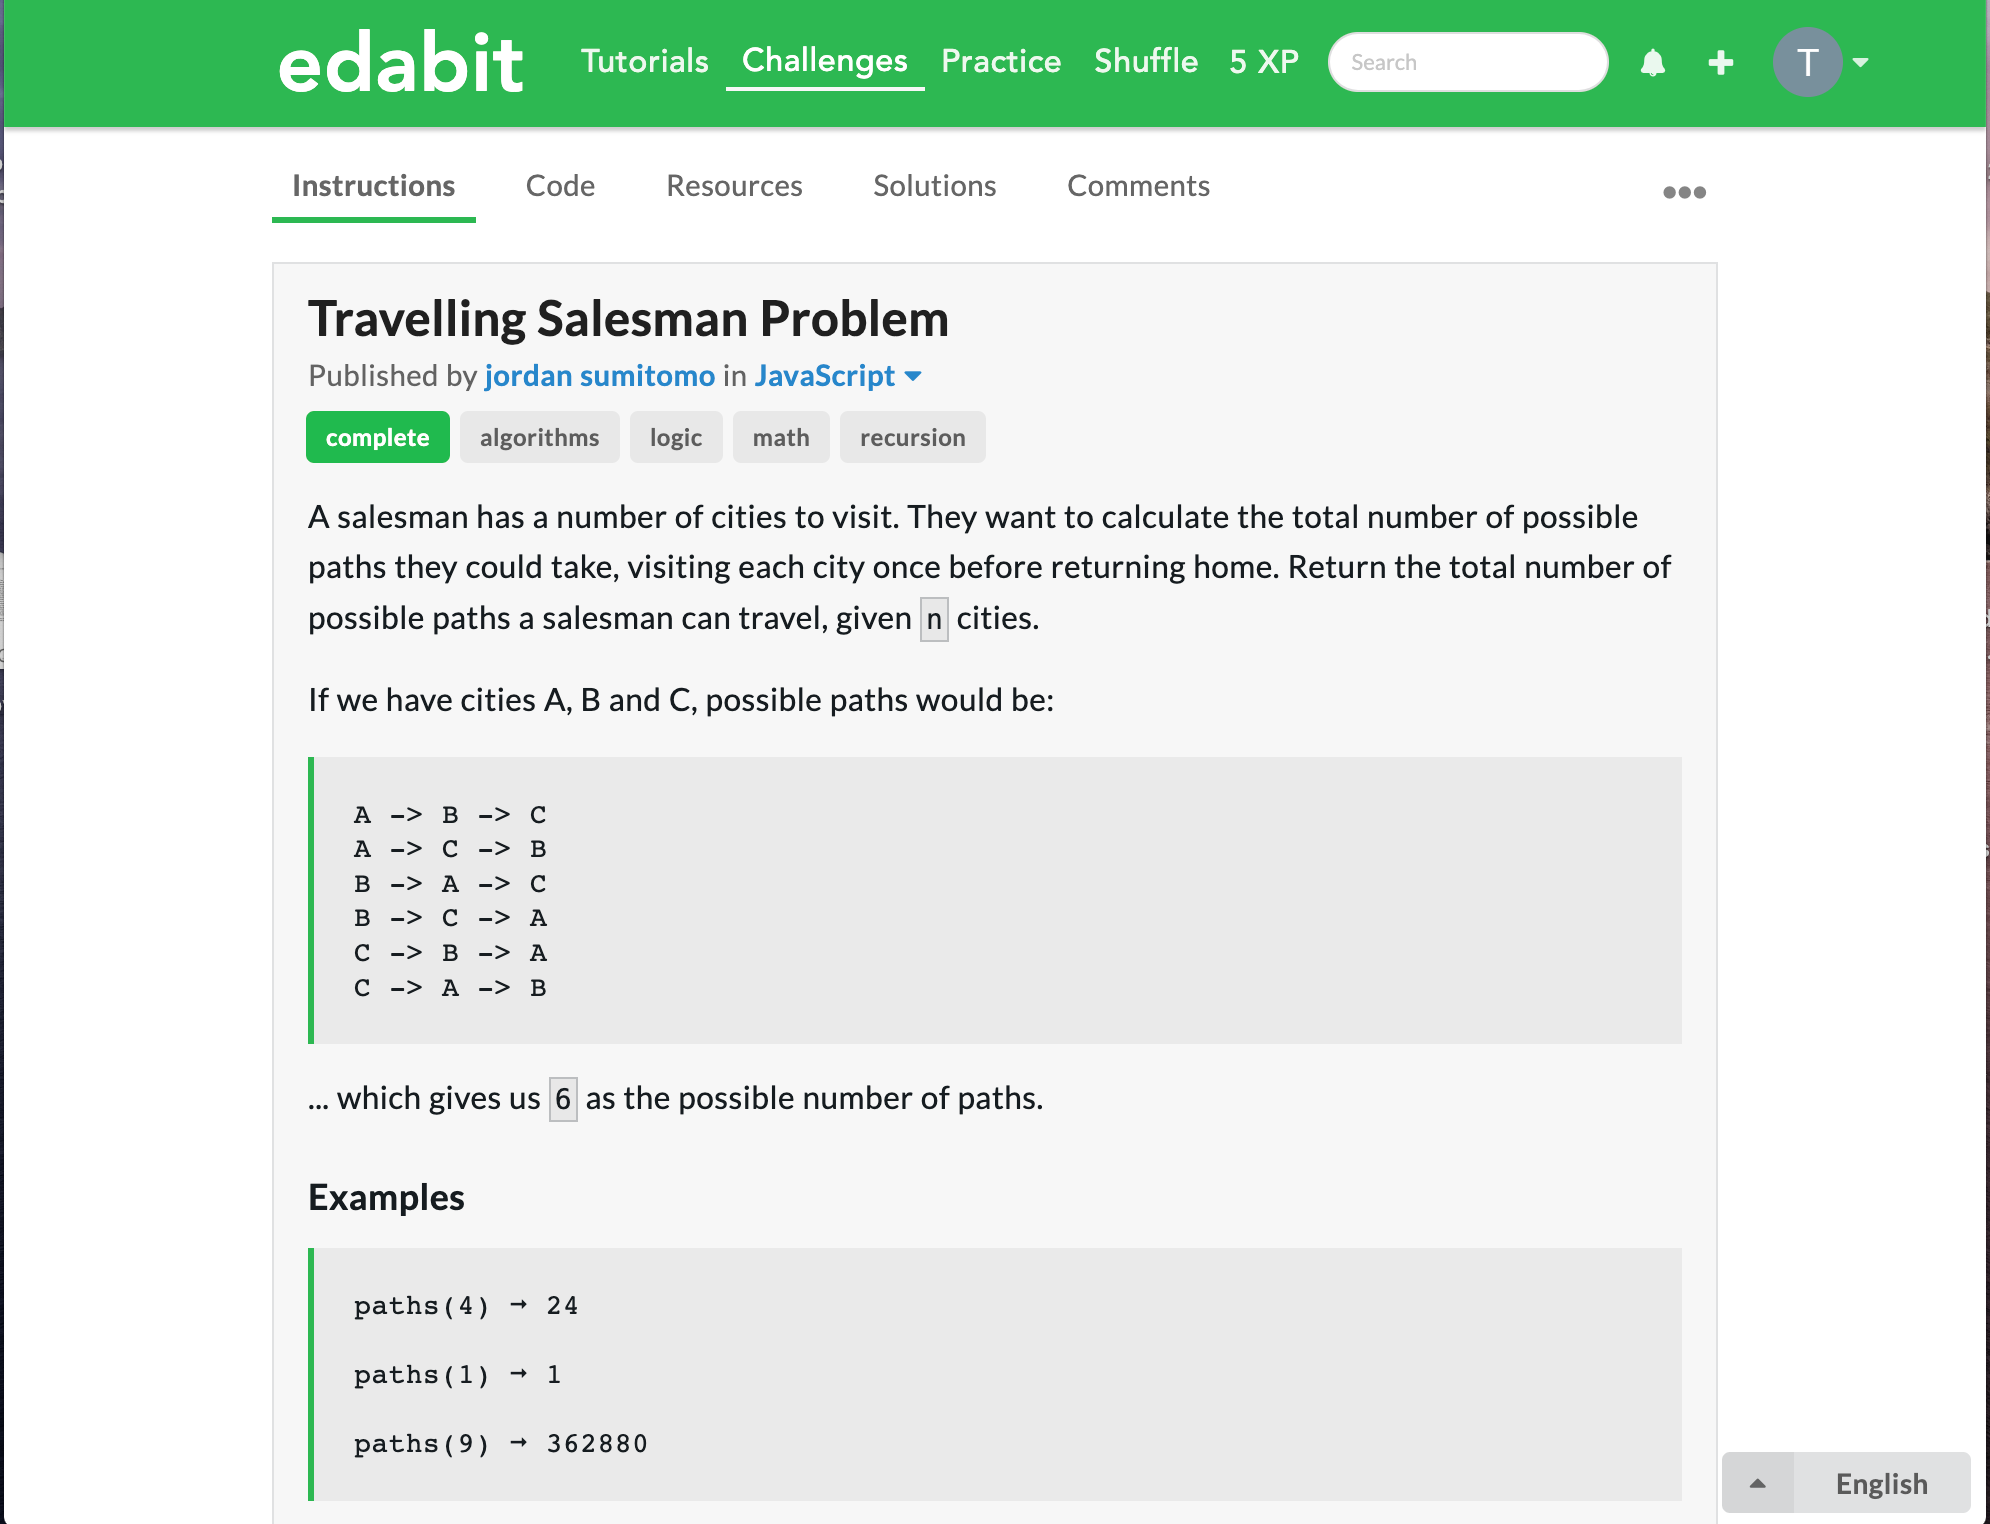 edabit Tutorials Challenges Practice Shuffle 5 XP Search T
Instructions Code Resources Solutions Comments
Travelling Salesman Problem
Published by jordan sumitomo in JavaScript
complete algorithms logic math recursion
A salesman has a number of cities to visit. They want to calculate the total number of possible
paths they could take, visiting each city once before returning home. Return the total number of
possible paths a salesman can travel, given n cities.
If we have cities A, B and C, possible paths would be:
A -> B -> C
A -> C -> B
B -> A -> C
B -> C -> A
C -> B -> A
C -> A -> B
... which gives us 6 as the possible number of paths.
Examples
paths(4) → 24
paths(1) → 1
paths(9) → 362880
English